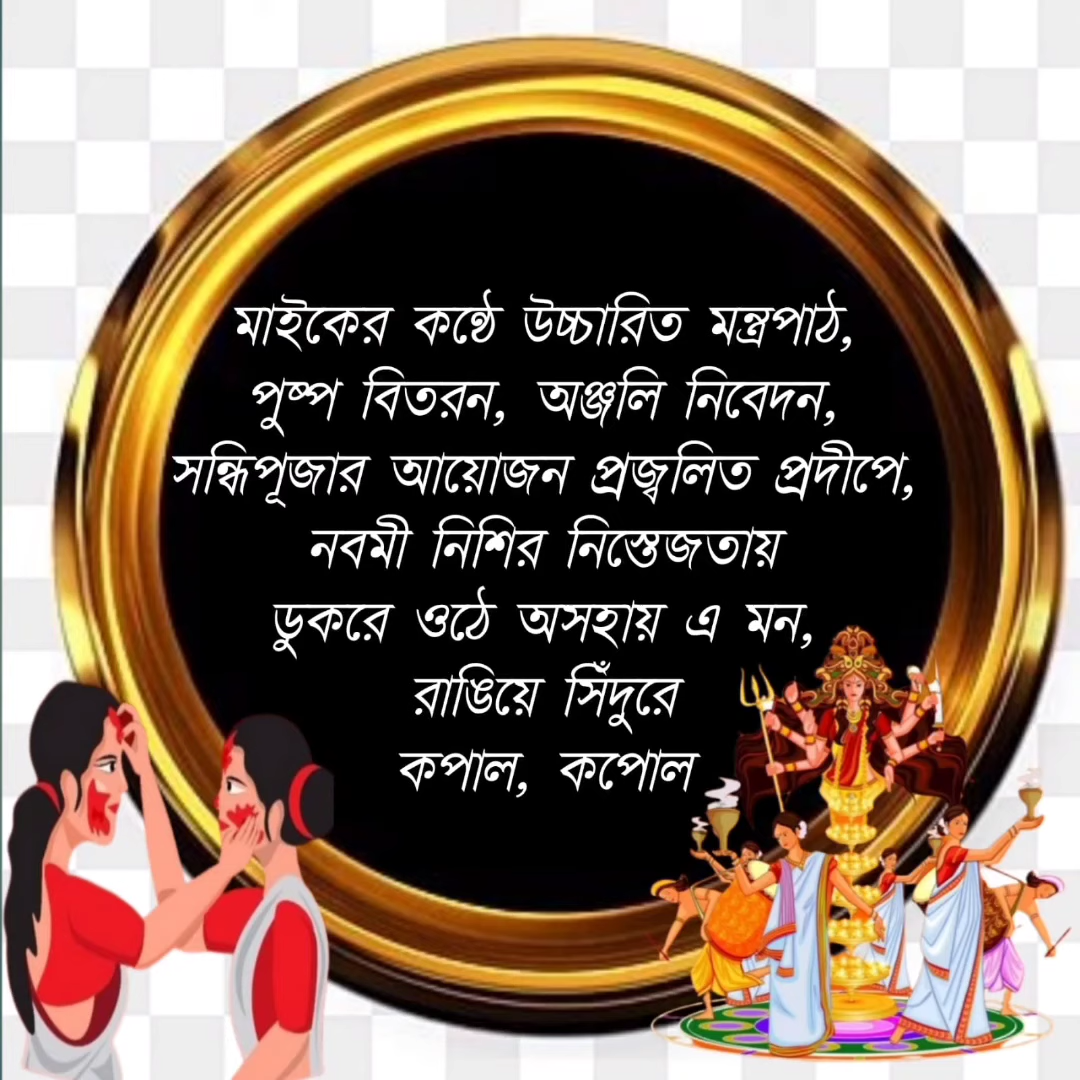 মাইকের কন্ঠে উচ্চারিত মন্ত্রপাঠ,
পুষ্প বিতরন, অঞ্জলি নিবেদন,
সন্ধিপূজার আয়োজন প্রজ্বলিত প্রদীপে,
নবমী নিশির নিস্তেজতায়
ডুকরে ওঠে অসহায় এ মন,
রাঙিয়ে সিঁদুরে
কপাল, কপোল